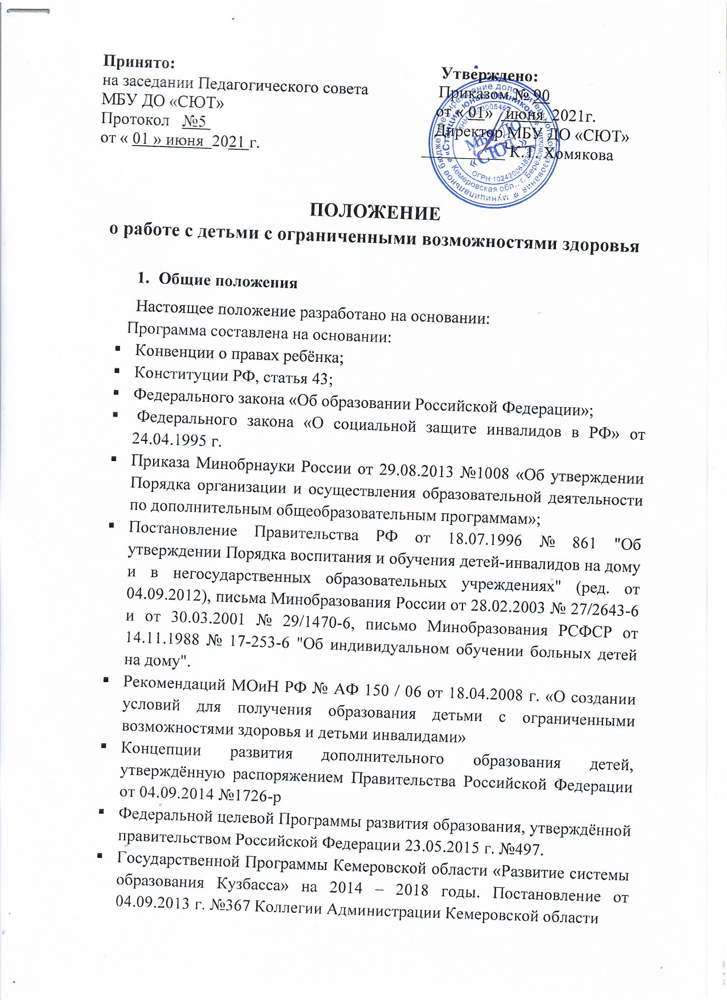 Принято:
на заседании Педагогического совета
МБУ ДО «СЮТ»
Протокол №5
от « 01 » июня 2021 г.
Утверждено:
Приказом № 90
от « 01» июня 2021г.
Директор МБУ ДО «СЮТ»
К.Т. Хомякова
муниципальное бюджетное учреждение дополнительного образования
«Станция юных техников»
Кемеровская обл., г. Березовский
МБУ ДО
«СЮТ»
ПОЛОЖЕНИЕ
о работе с детьми с ограниченными возможностями здоровья
1. Общие положения
Настоящее положение разработано на основании:
Программа составлена на основании:
▪ Конвенции о правах ребёнка;
▪ Конституции РФ, статья 43;
▪ Федерального закона «Об образовании Российской Федерации»;
▪ Федерального закона «О социальной защите инвалидов в РФ» от
24.04.1995 г.
▪ Приказа Минобрнауки России от 29.08.2013 №1008 «Об утверждении
Порядка организации и осуществления образовательной деятельности
по дополнительным общеобразовательным программам»;
▪ Постановление Правительства РФ от 18.07.1996 № 861 "Об
утверждении Порядка воспитания и обучения детей-инвалидов на дому
и в негосударственных образовательных учреждениях" (ред. от
04.09.2012), письма Минобразования России от 28.02.2003 № 27/2643-6
и от 30.03.2001 № 29/1470-6, письмо Минобразования РСФСР от
14.11.1988 № 17-253-6 "Об индивидуальном обучении больных детей
на дому".
▪ Рекомендаций МОиН РФ № АФ 150 / 06 от 18.04.2008 г. «О создании
условий для получения образования детьми с ограниченными
возможностями здоровья и детьми инвалидами»
▪ Концепции развития дополнительного образования детей,
утверждённую распоряжением Правительства Российской Федерации
от 04.09.2014 №1726-р
▪ Федеральной целевой Программы развития образования, утверждённой
правительством Российской Федерации 23.05.2015 г. №497.
▪ Государственной Программы Кемеровской области «Развитие системы
образования Кузбасса» на 2014 – 2018 годы. Постановление от
04.09.2013 г. №367 Коллегии Администрации Кемеровской области